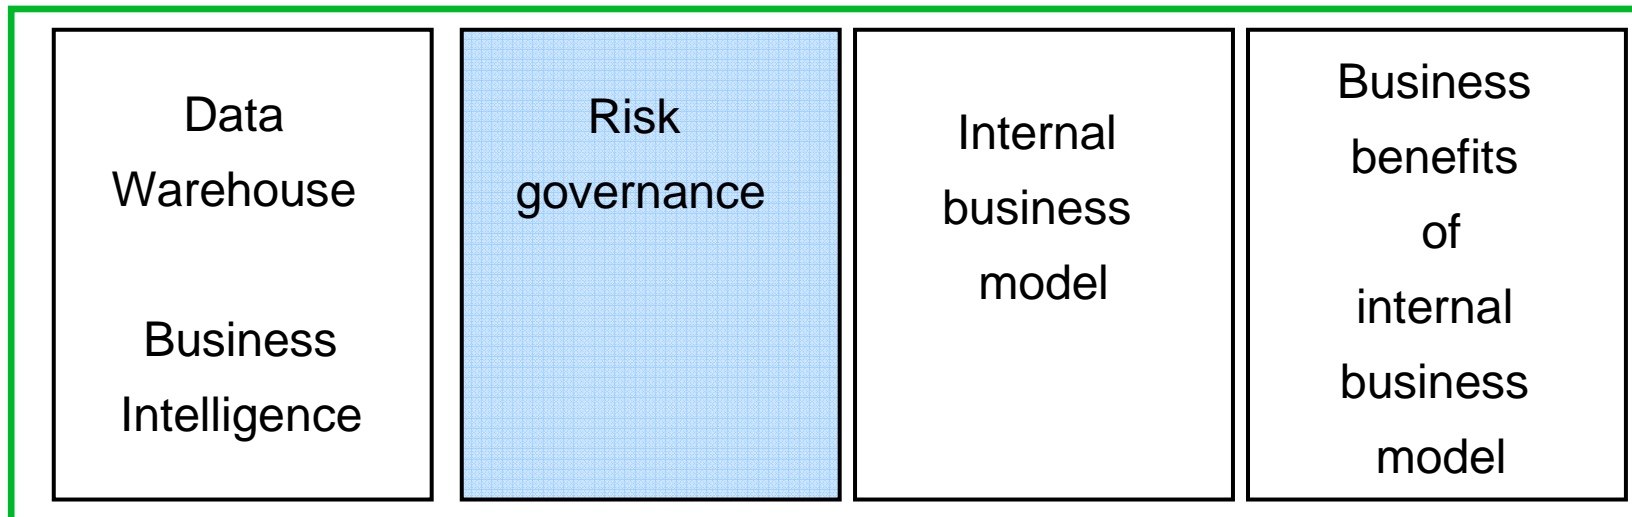 Data
Warehouse
Business
Intelligence
Risk
governance
Internal
business
model
Business
benefits
of
internal
business
model